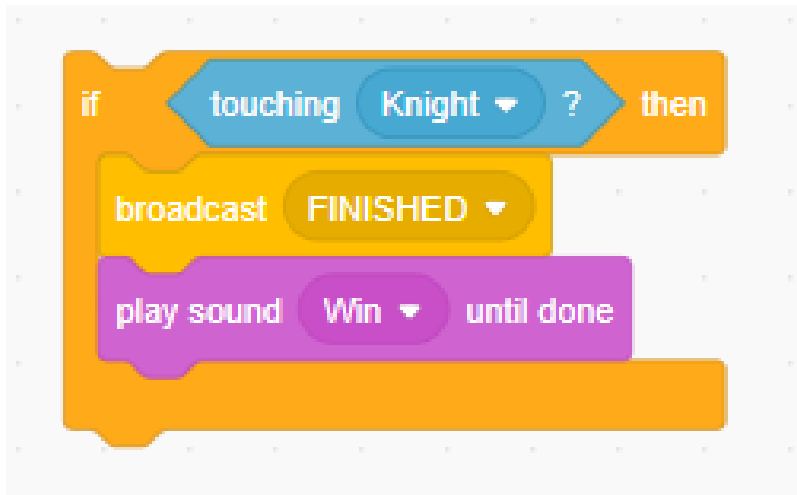 if touching Knight ? then
broadcast FINISHED
play sound Win until done